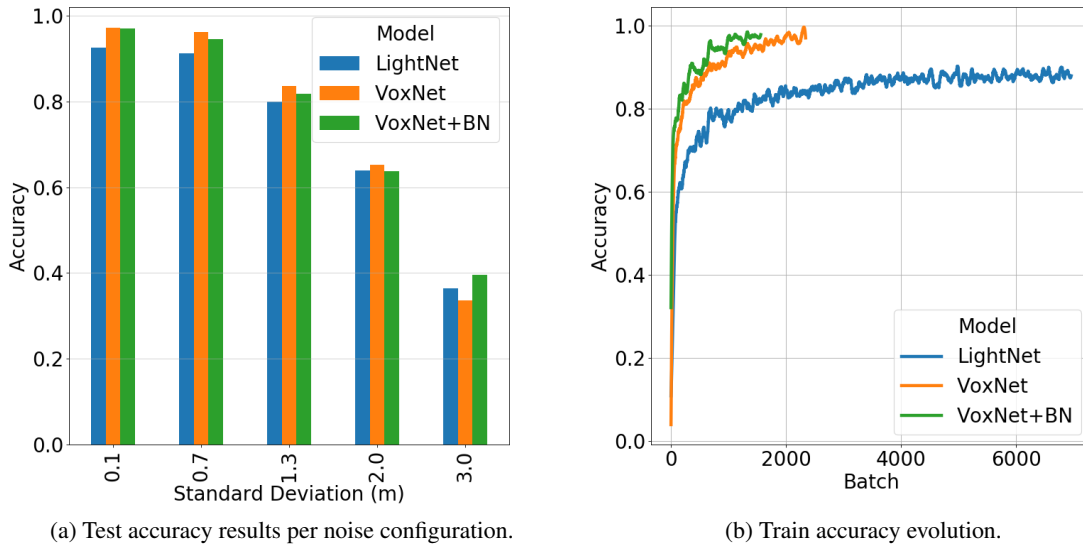 1.0
0.8
0.6
0.4
0.2
0.0
Accuracy
Model
LightNet
VoxNet
VoxNet+BN
0.1
0.7
1.3
2.0
3.0
Standard Deviation (m)
(a) Test accuracy results per noise configuration.
1.0
0.8
0.6
0.4
0.2
0.0
Accuracy
Model
LightNet
VoxNet
VoxNet+BN
0
2000
4000
6000
Batch
(b) Train accuracy evolution.